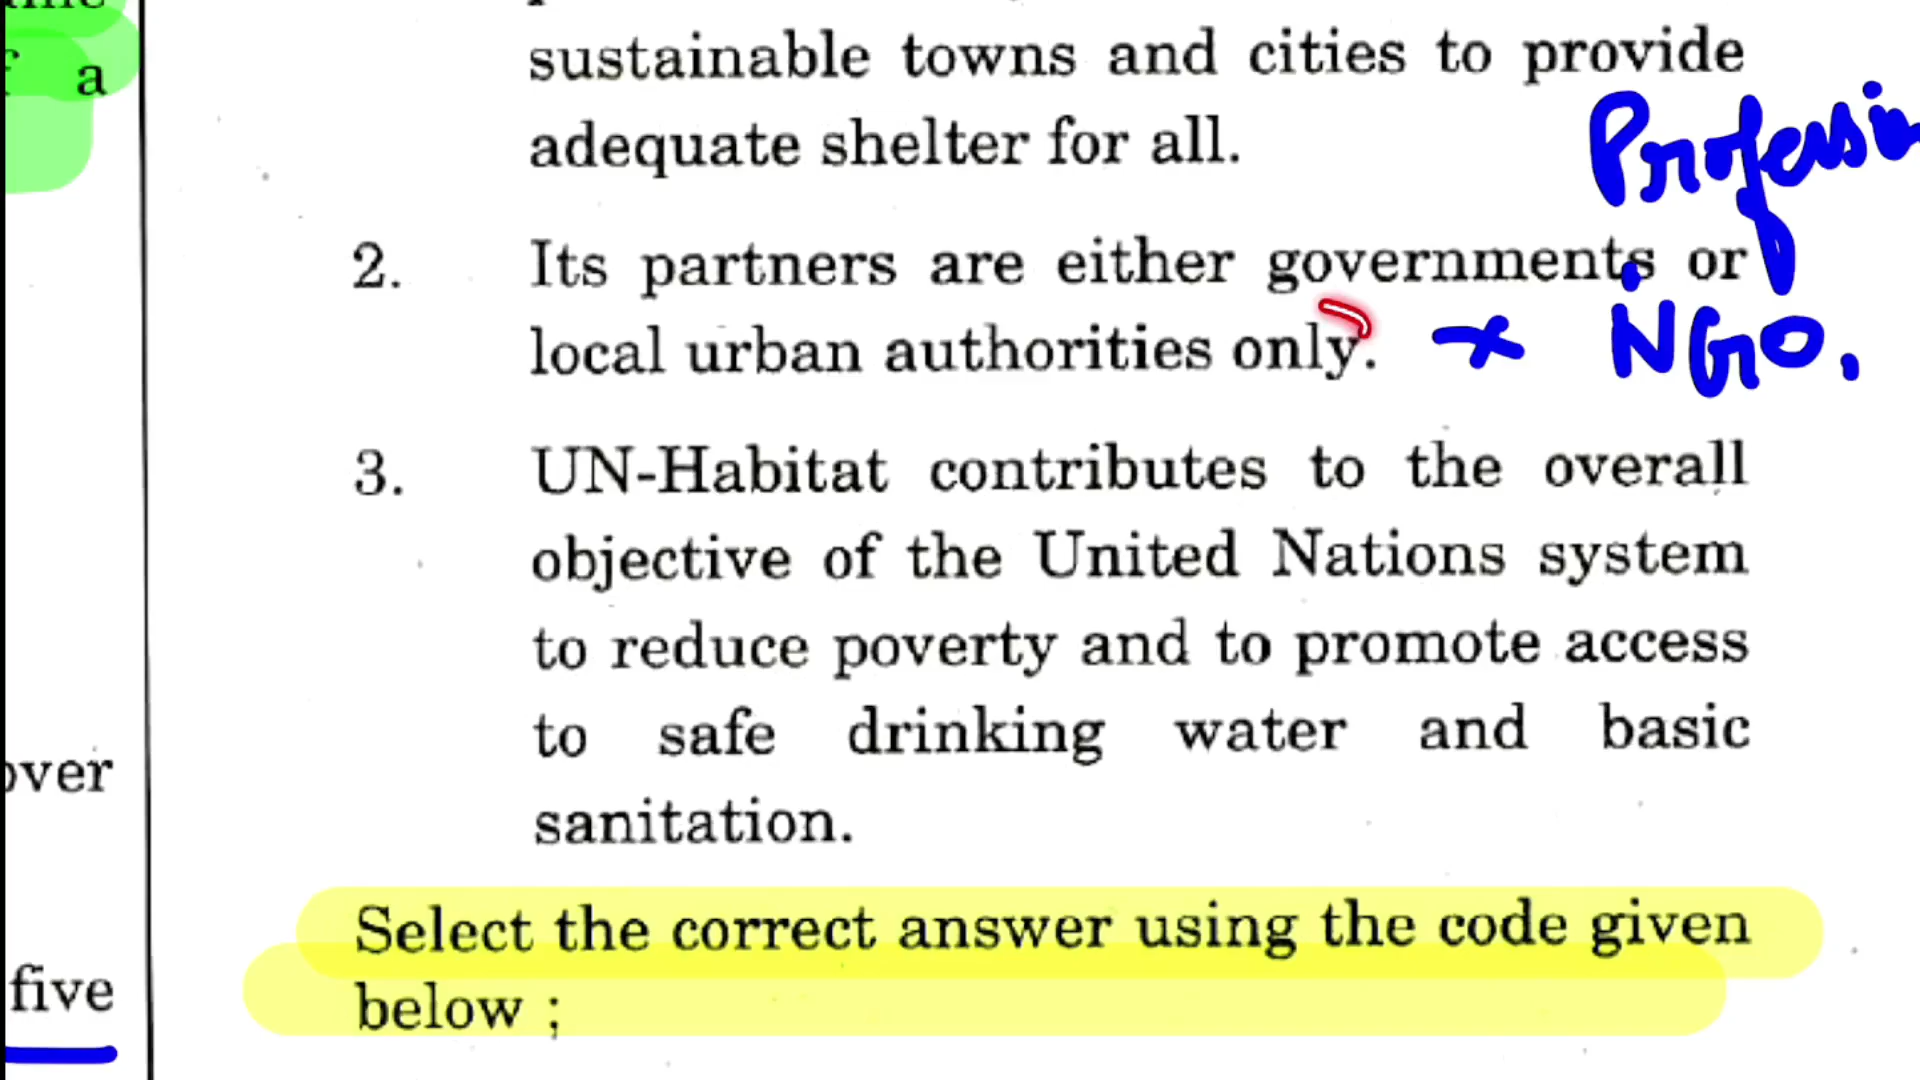 a
sustainable towns and cities to provide
adequate shelter for all.
2. Its partners are either governments or
local urban authorities only.
NGO.
3. UN-Habitat contributes to the overall
objective of the United Nations system
to reduce poverty and to promote access
to safe drinking water and basic
sanitation.
over
Select the correct answer using the code given
below ;
five